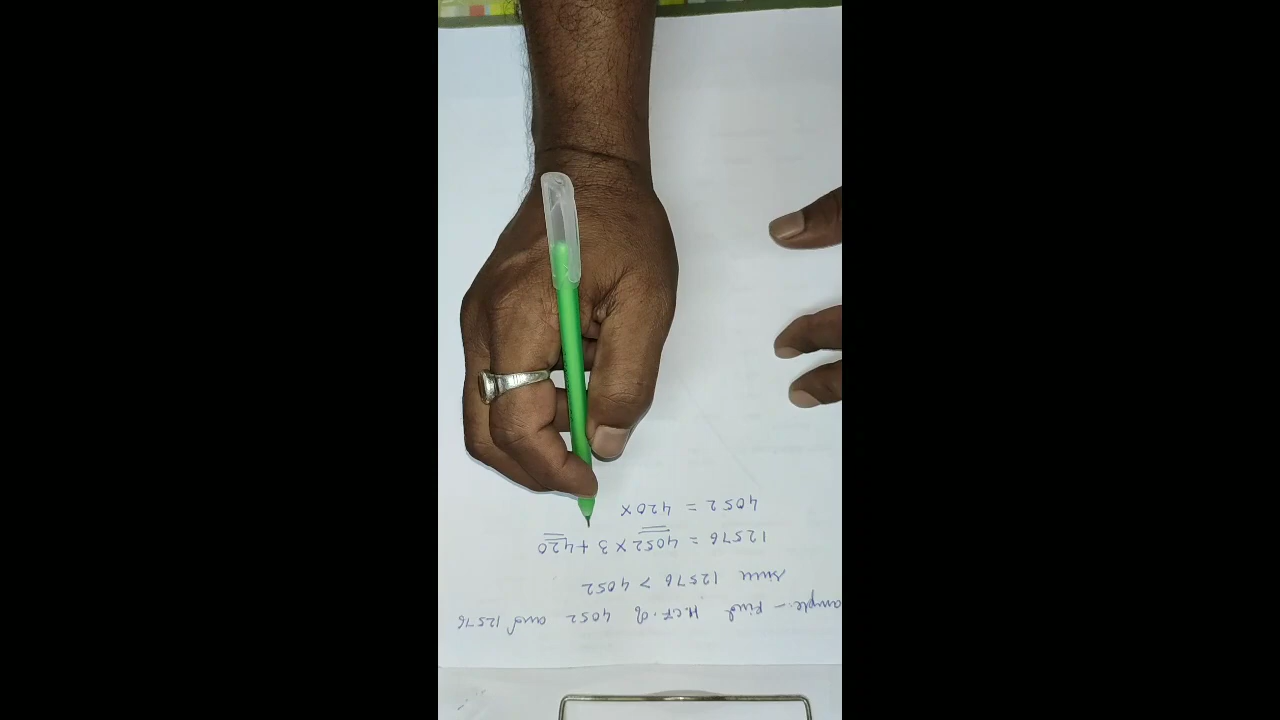 ample:- Find H.C.F. of 4052 and 12576
since 12576 > 4052
12576 = 4052 × 3 + 420
4052 = 420 ×